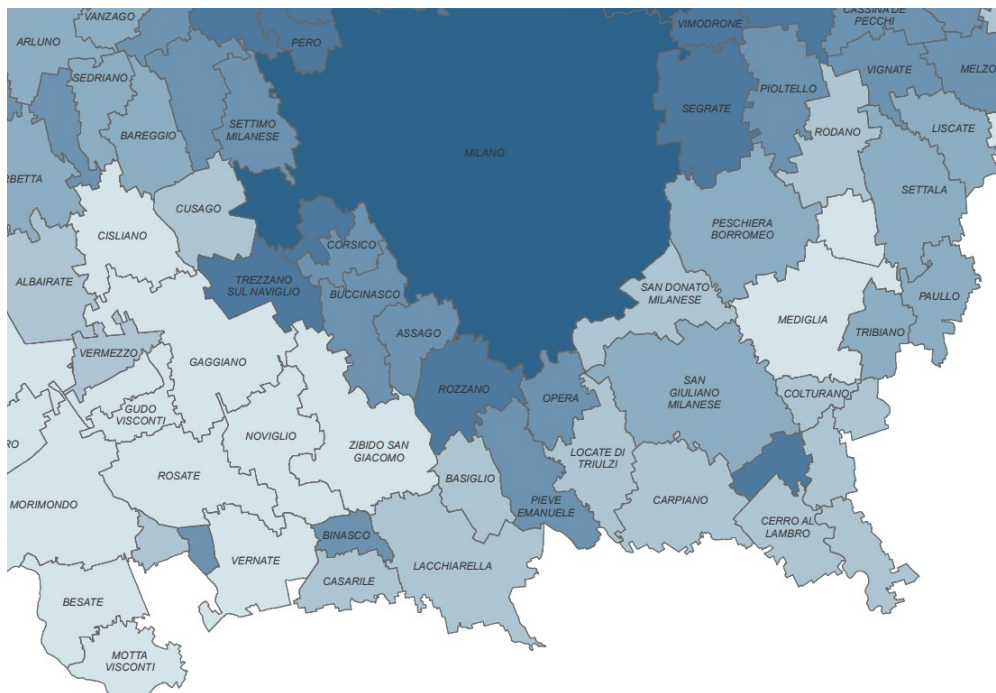 VANZAGO
ARLUNO
PERO
VIMODRONE
CASSINA DE
PECCHI
SEDRIANO
VIGNATE
MELZO
PIOLTELLO
SEGRATE
SETTIMO
MILANESE
BAREGGIO
RODANO
LISCATE
MILANO
RBETTA
SETTALA
CUSAGO
CISLIANO
PESCHIERA
BORROMEO
CORSICO
ALBAIRATE
TREZZANO
SUL NAVIGLIO
BUCCINASCO
SAN DONATO
MILANESE
PAULLO
MEDIGLIA
ASSAGO
TRIBIANO
VERMEZZO
GAGGIANO
ROZZANO
OPERA
SAN
GIULIANO
MILANESE
COLTURANO
GUDO
VISCONTI
NOVIGLIO
RO
ZIBIDO SAN
GIACOMO
LOCATE DI
TRIULZI
ROSATE
BASIGLIO
MORIMONDO
PIEVE
EMANUELE
CARPIANO
CERRO AL
LAMBRO
BINASCO
VERNATE
LACCHIARELLA
CASARILE
BESATE
MOTTA
VISCONTI